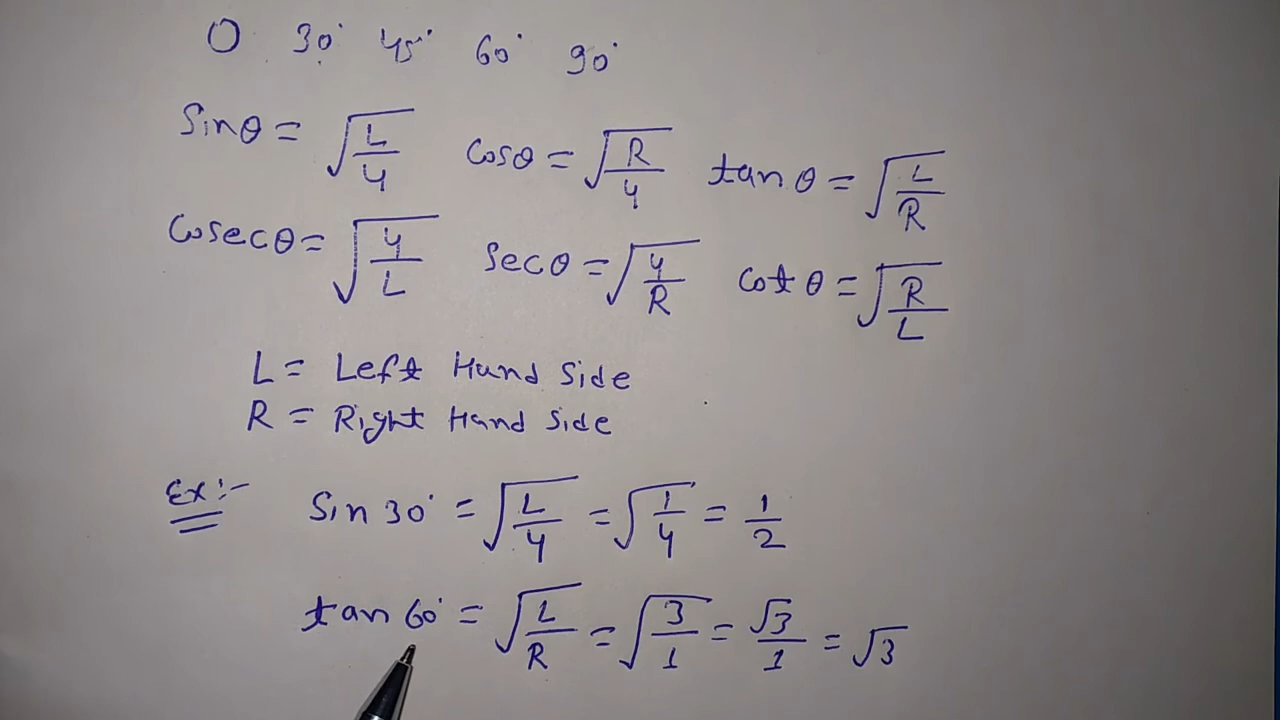 0 30° 45° 60° 90°
Sinθ = √(L/4) Cosθ = √(R/4) tanθ = √(L/R)
Cosecθ = √(4/L) Secθ = √(4/R) Cotθ = √(R/L)
L = Left Hund Side
R = Right Hand Side
Ex:- Sin 30° = √(L/4) = √(1/4) = 1/2
tan 60° = √(L/R) = √(3/1) = √3/1 = √3